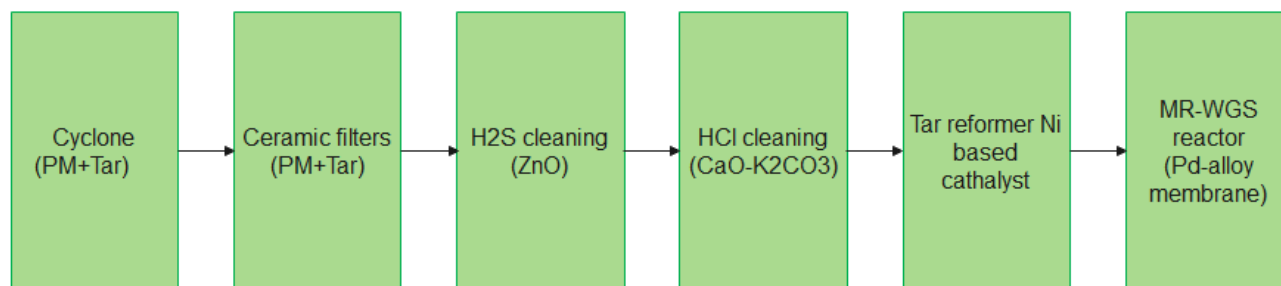 Cyclone
(PM+Tar)
Ceramic filters
(PM+Tar)
H2S cleaning
(ZnO)
HCl cleaning
(CaO-K2CO3)
Tar reformer Ni
based
cathalyst
MR-WGS
reactor
(Pd-alloy
membrane)